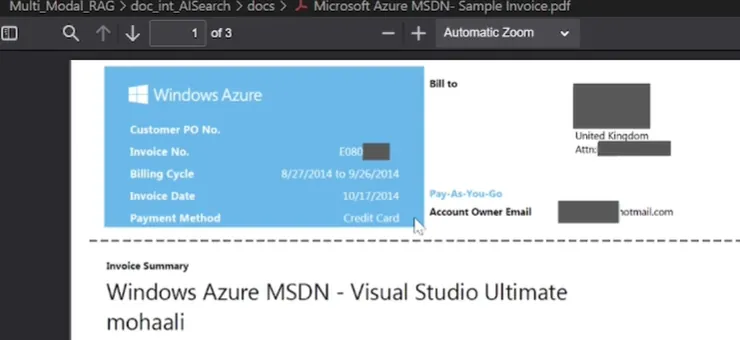 Multi_Modal_RAG > doc_int_AISearch > docs > Microsoft Azure MSDN- Sample Invoice.pdf
1 of 3
Automatic Zoom
Windows Azure
Customer PO No.
Invoice No. E080
Billing Cycle 8/27/2014 to 9/26/2014
Invoice Date 10/17/2014
Payment Method Credit Card
Bill to
United Kingdom
Attn:
Pay-As-You-Go
Account Owner Email hotmail.com
Invoice Summary
Windows Azure MSDN - Visual Studio Ultimate
mohaali